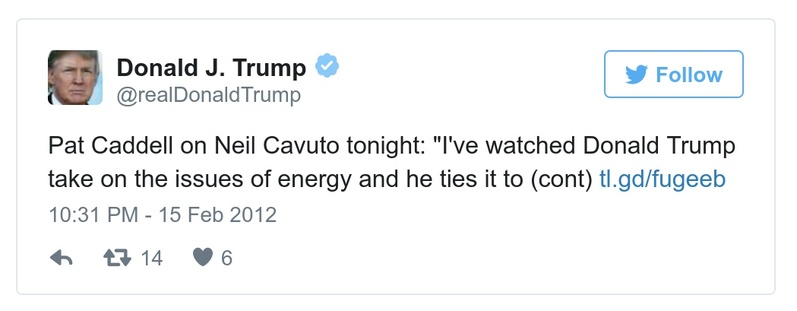 Donald J. Trump
@realDonaldTrump
Follow
Pat Caddell on Neil Cavuto tonight: "I've watched Donald Trump
take on the issues of energy and he ties it to (cont) tl.gd/fugeeb
10:31 PM - 15 Feb 2012
14 6